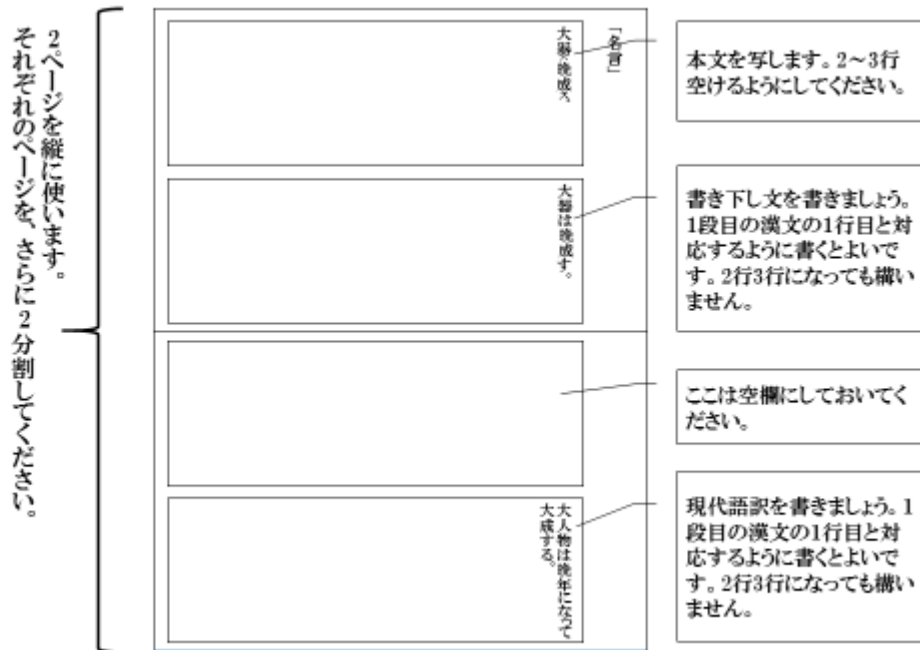 2ページを縦に使います。
それぞれのページを、さらに2分割してください。
「名言」
大器ハ晩成ス。
本文を写します。2～3行
空けるようにしてください。
大器は晩成す。
書き下し文を書きましょう。
1段目の漢文の1行目と対
応するように書くとよいで
す。2行3行になっても構い
ません。
ここは空欄にしておいてく
ださい。
大人物は晩年になって
大成する。
現代語訳を書きましょう。1
段目の漢文の1行目と対
応するように書くとよいで
す。2行3行になっても構い
ません。